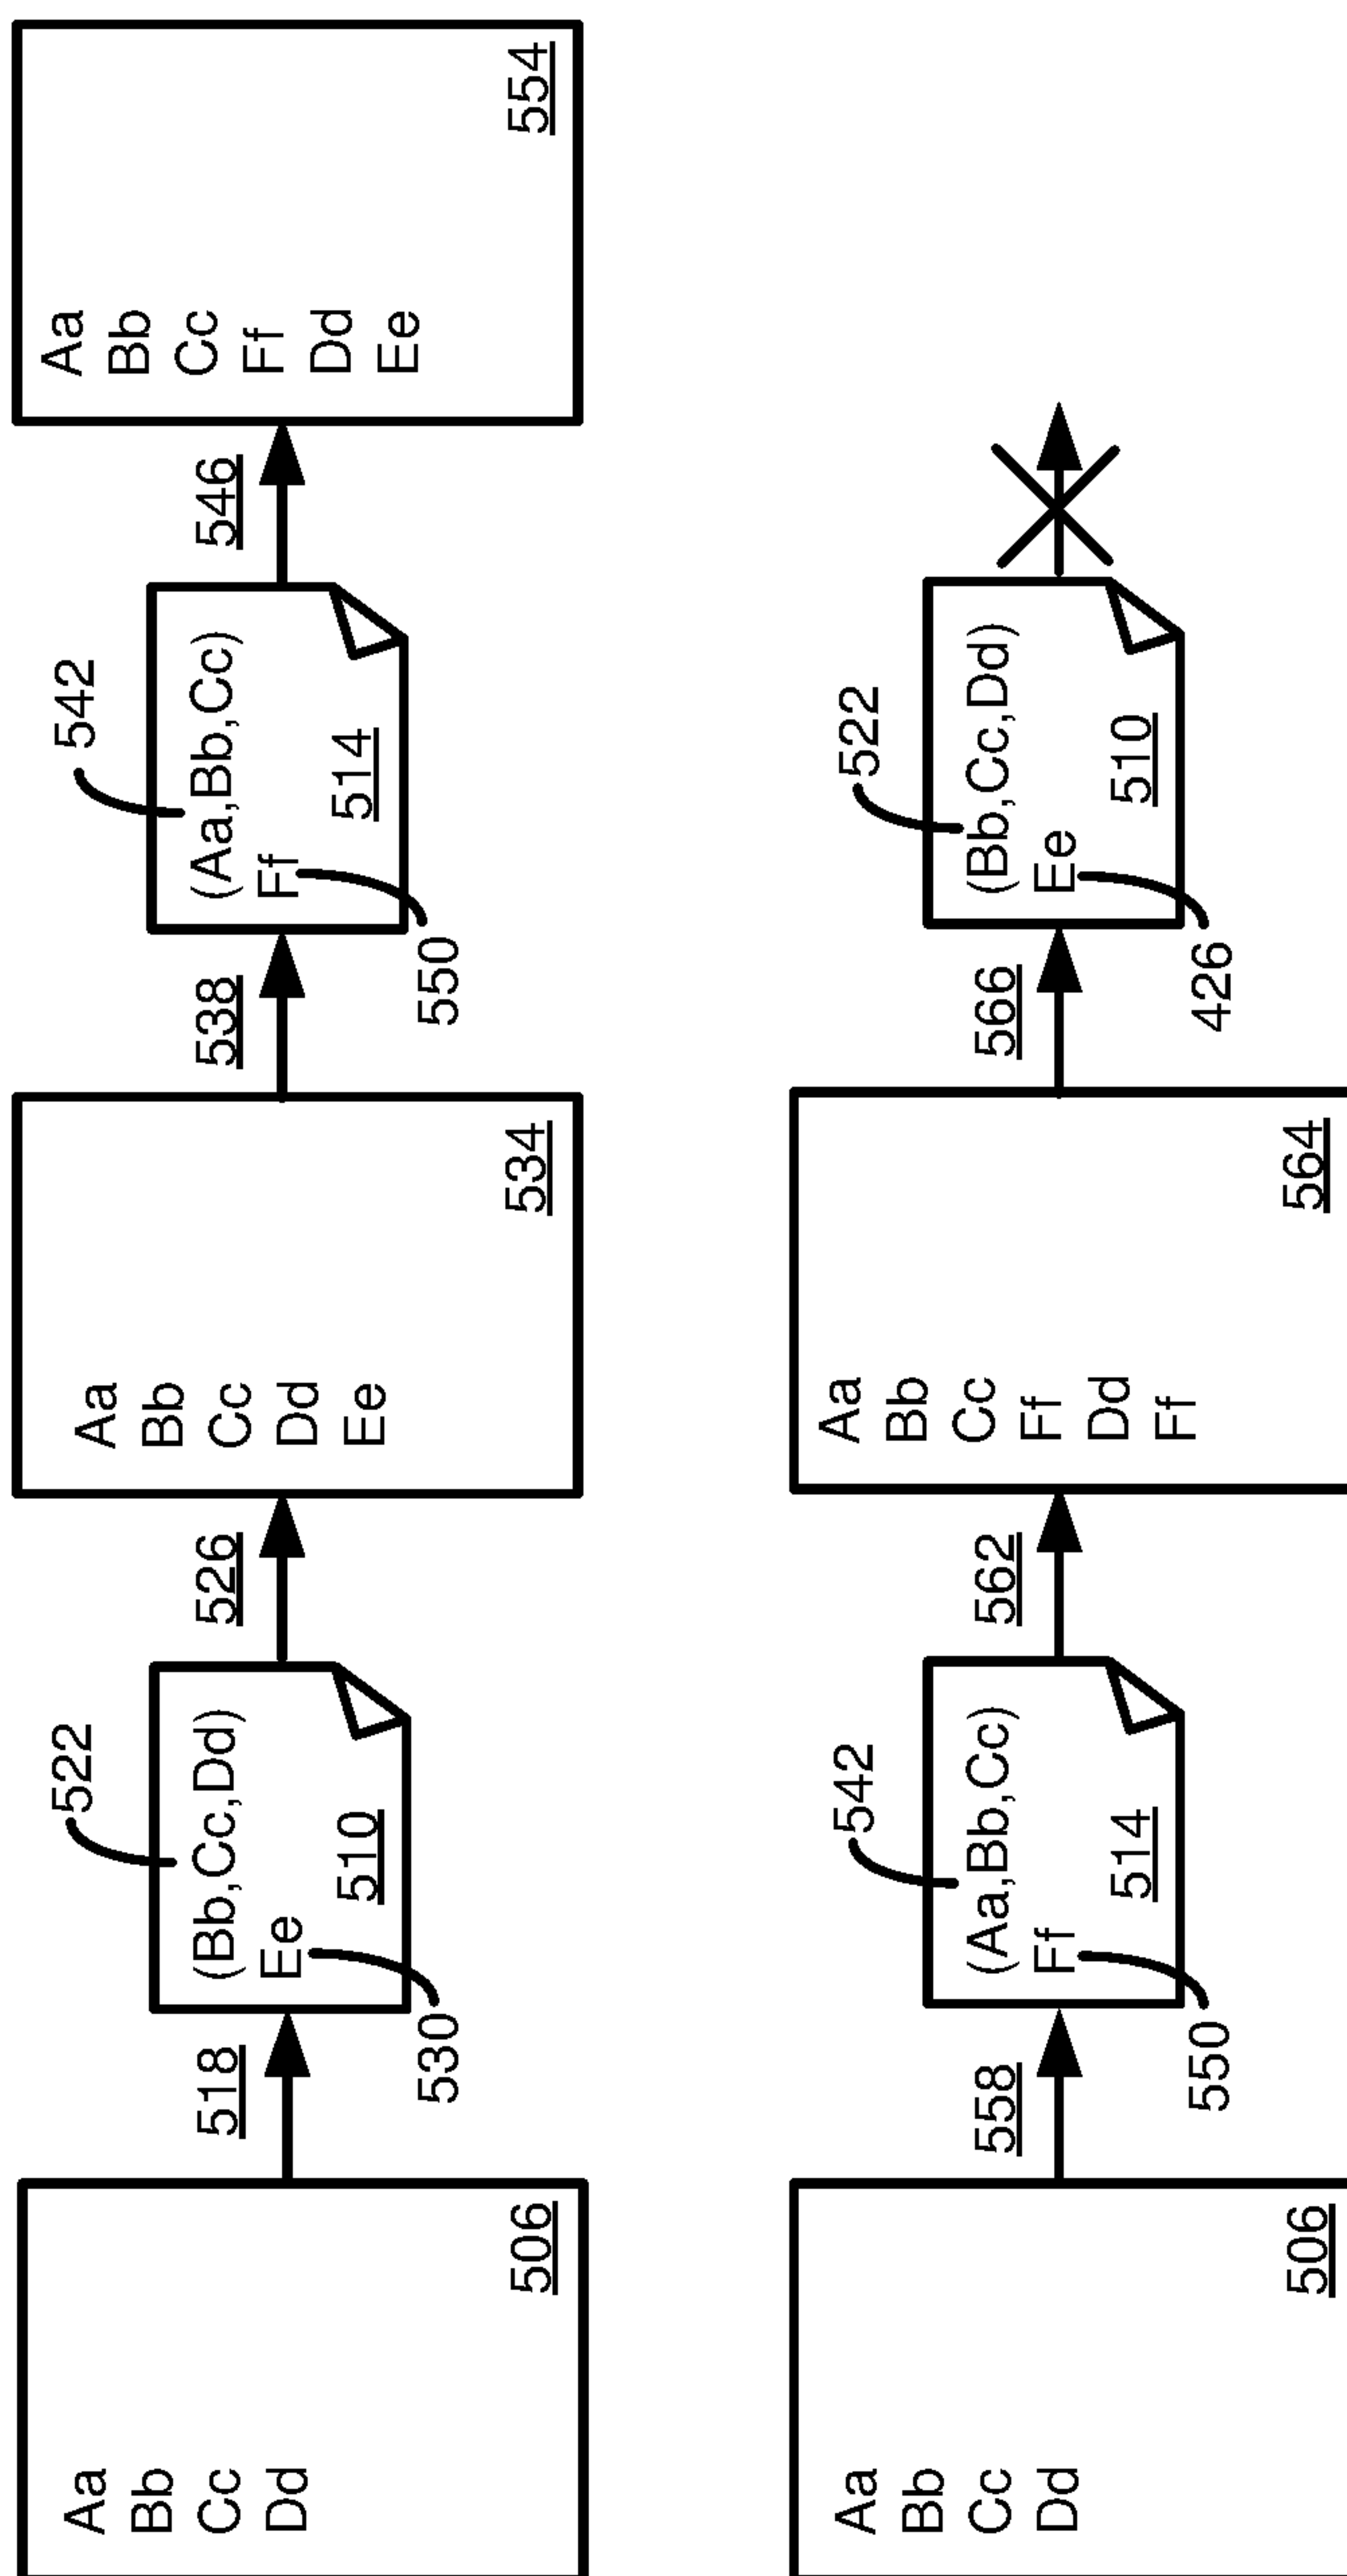 Aa
Bb
Cc
Dd
506
518
522
(Bb,Cc,Dd)
Ee
510
530
526
Aa
Bb
Cc
Dd
Ee
534
538
542
(Aa,Bb,Cc)
Ff
514
550
546
Aa
Bb
Cc
Ff
Dd
Ee
554
Aa
Bb
Cc
Dd
506
558
542
(Aa,Bb,Cc)
Ff
514
550
562
Aa
Bb
Cc
Ff
Dd
Ff
564
566
522
(Bb,Cc,Dd)
Ee
510
426